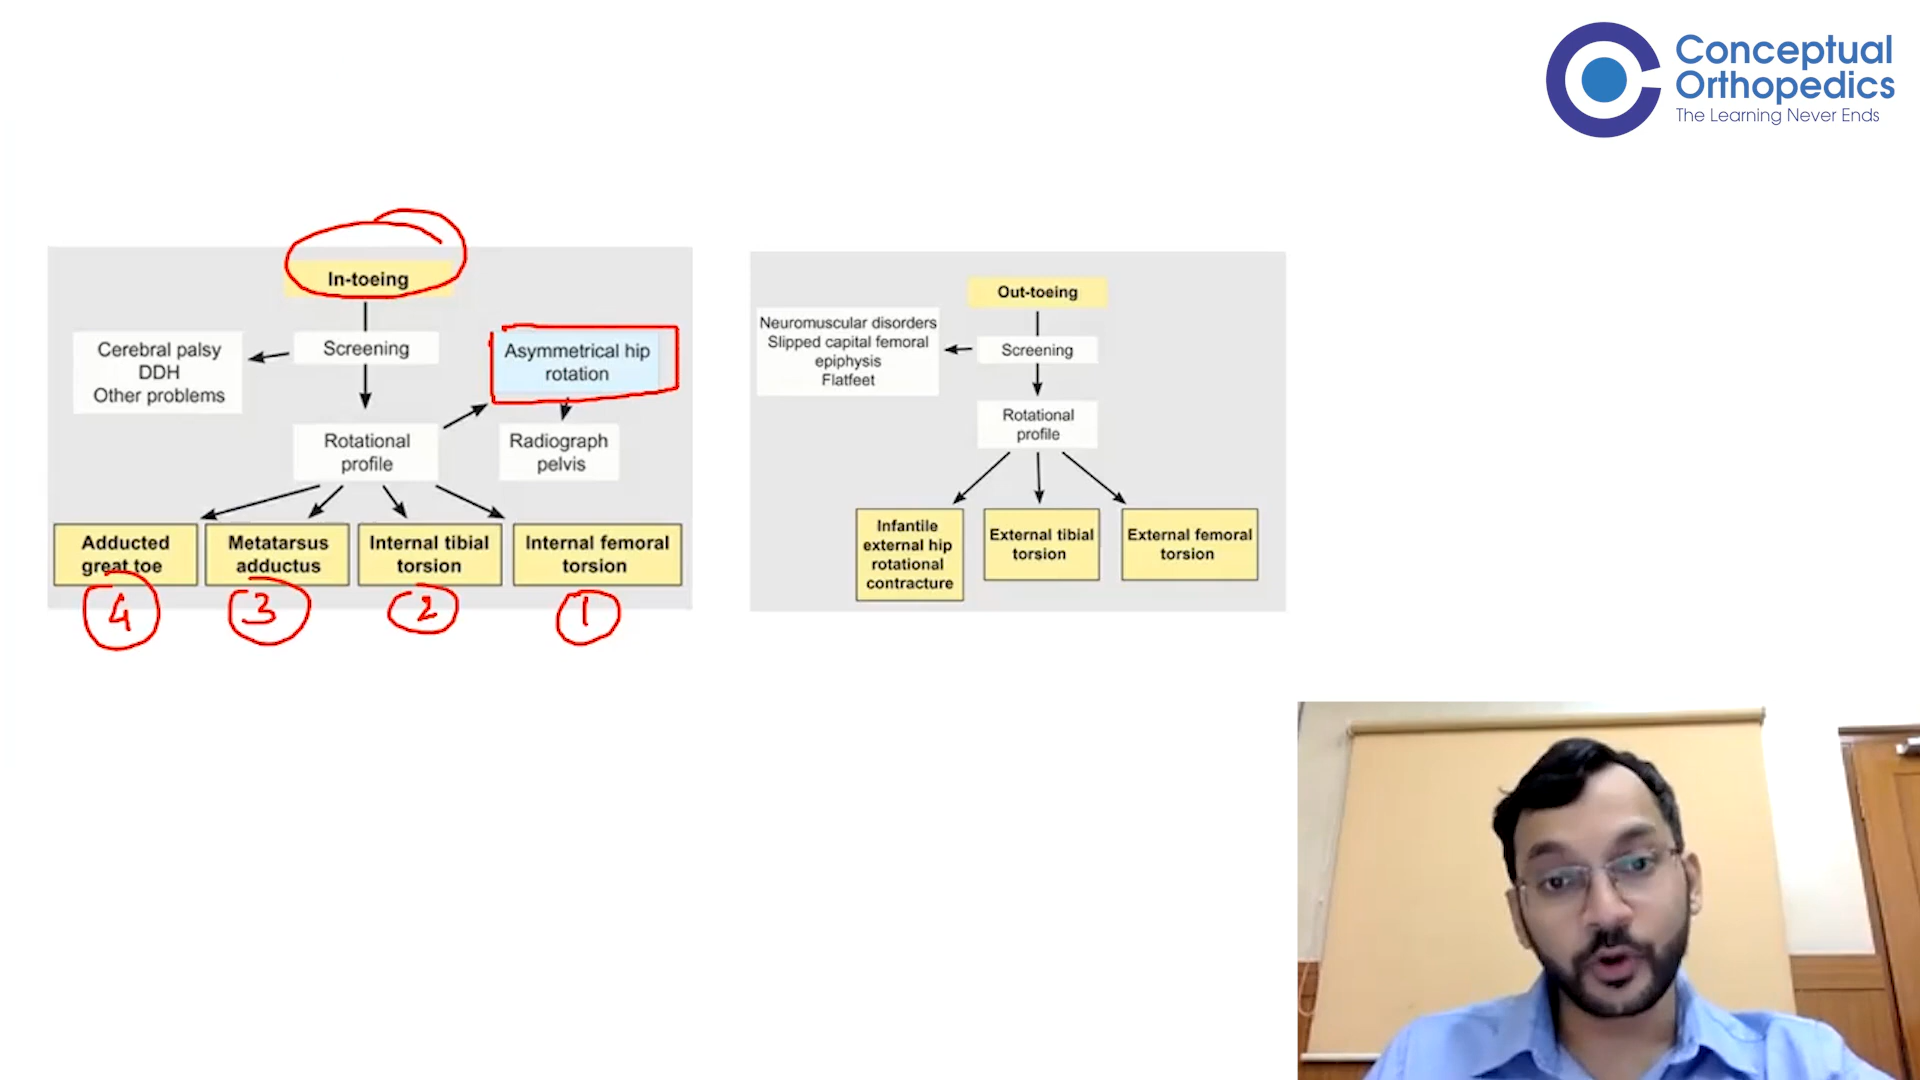 Conceptual
Orthopedics
The Learning Never Ends
In-toeing
Screening
Cerebral palsy
DDH
Other problems
Asymmetrical hip
rotation
Rotational
profile
Radiograph
pelvis
Adducted
great toe
Metatarsus
adductus
Internal tibial
torsion
Internal femoral
torsion
4
3
2
1
Out-toeing
Neuromuscular disorders
Slipped capital femoral
epiphysis
Flatfeet
Screening
Rotational
profile
Infantile
external hip
rotational
contracture
External tibial
torsion
External femoral
torsion